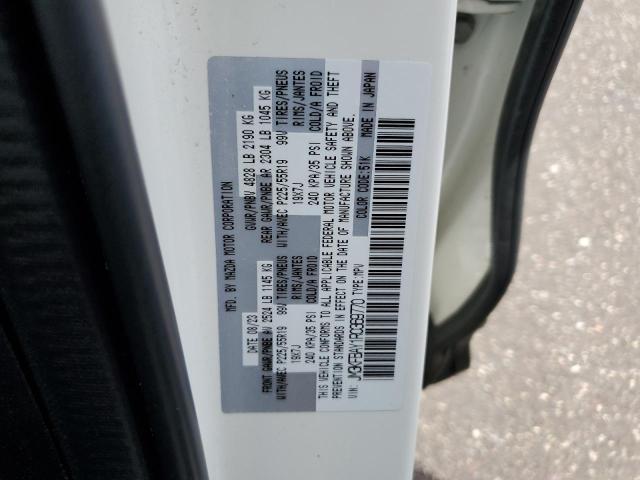 MFD. BY MAZDA MOTOR CORPORATION
DATE 08/23 GVWR/PNBV 4828 LB 2190 KG
FRONT GAWR/PNBE AV 2524 LB 1145 KG REAR GAWR/PNBE AR 2304 LB 1045 KG
WITH/AVEC P225/55R19 99V TIRES/PNEUS WITH/AVEC P225/55R19 99V TIRES/PNEUS
19X7J RIMS/JANTES 19X7J RIMS/JANTES
240 KPA/35 PSI COLD/A FROID 240 KPA/35 PSI COLD/A FROID
THIS VEHICLE CONFORMS TO ALL APPLICABLE FEDERAL MOTOR VEHICLE SAFETY AND THEFT
PREVENTION STANDARDS IN EFFECT ON THE DATE OF MANUFACTURE SHOWN ABOVE.
VIN: JM3KFBAY1R0369770 TYPE:MPV COLOR CODE:51K MADE IN JAPAN